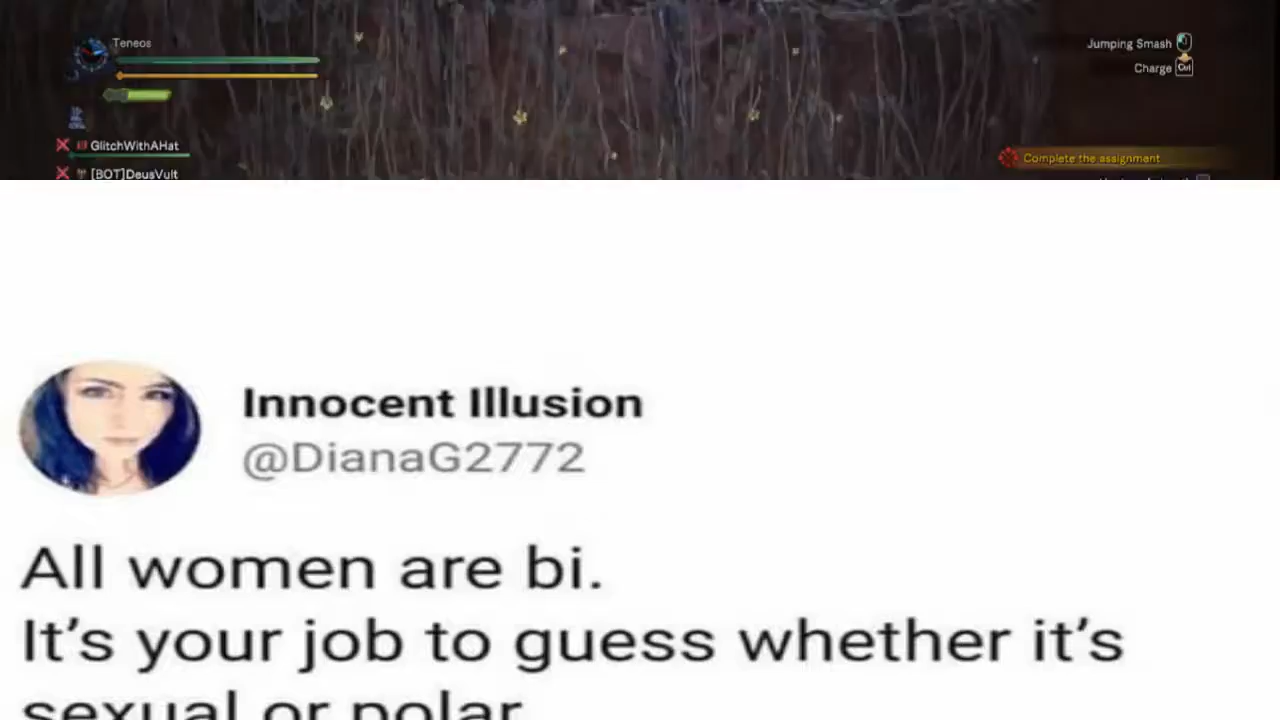 Teneos
Jumping Smash
Charge Ctrl
GlitchWithAHat
Complete the assignment
[BOT]DeusVult
Innocent Illusion
@DianaG2772
All women are bi.
It's your job to guess whether it's
sexual or polar